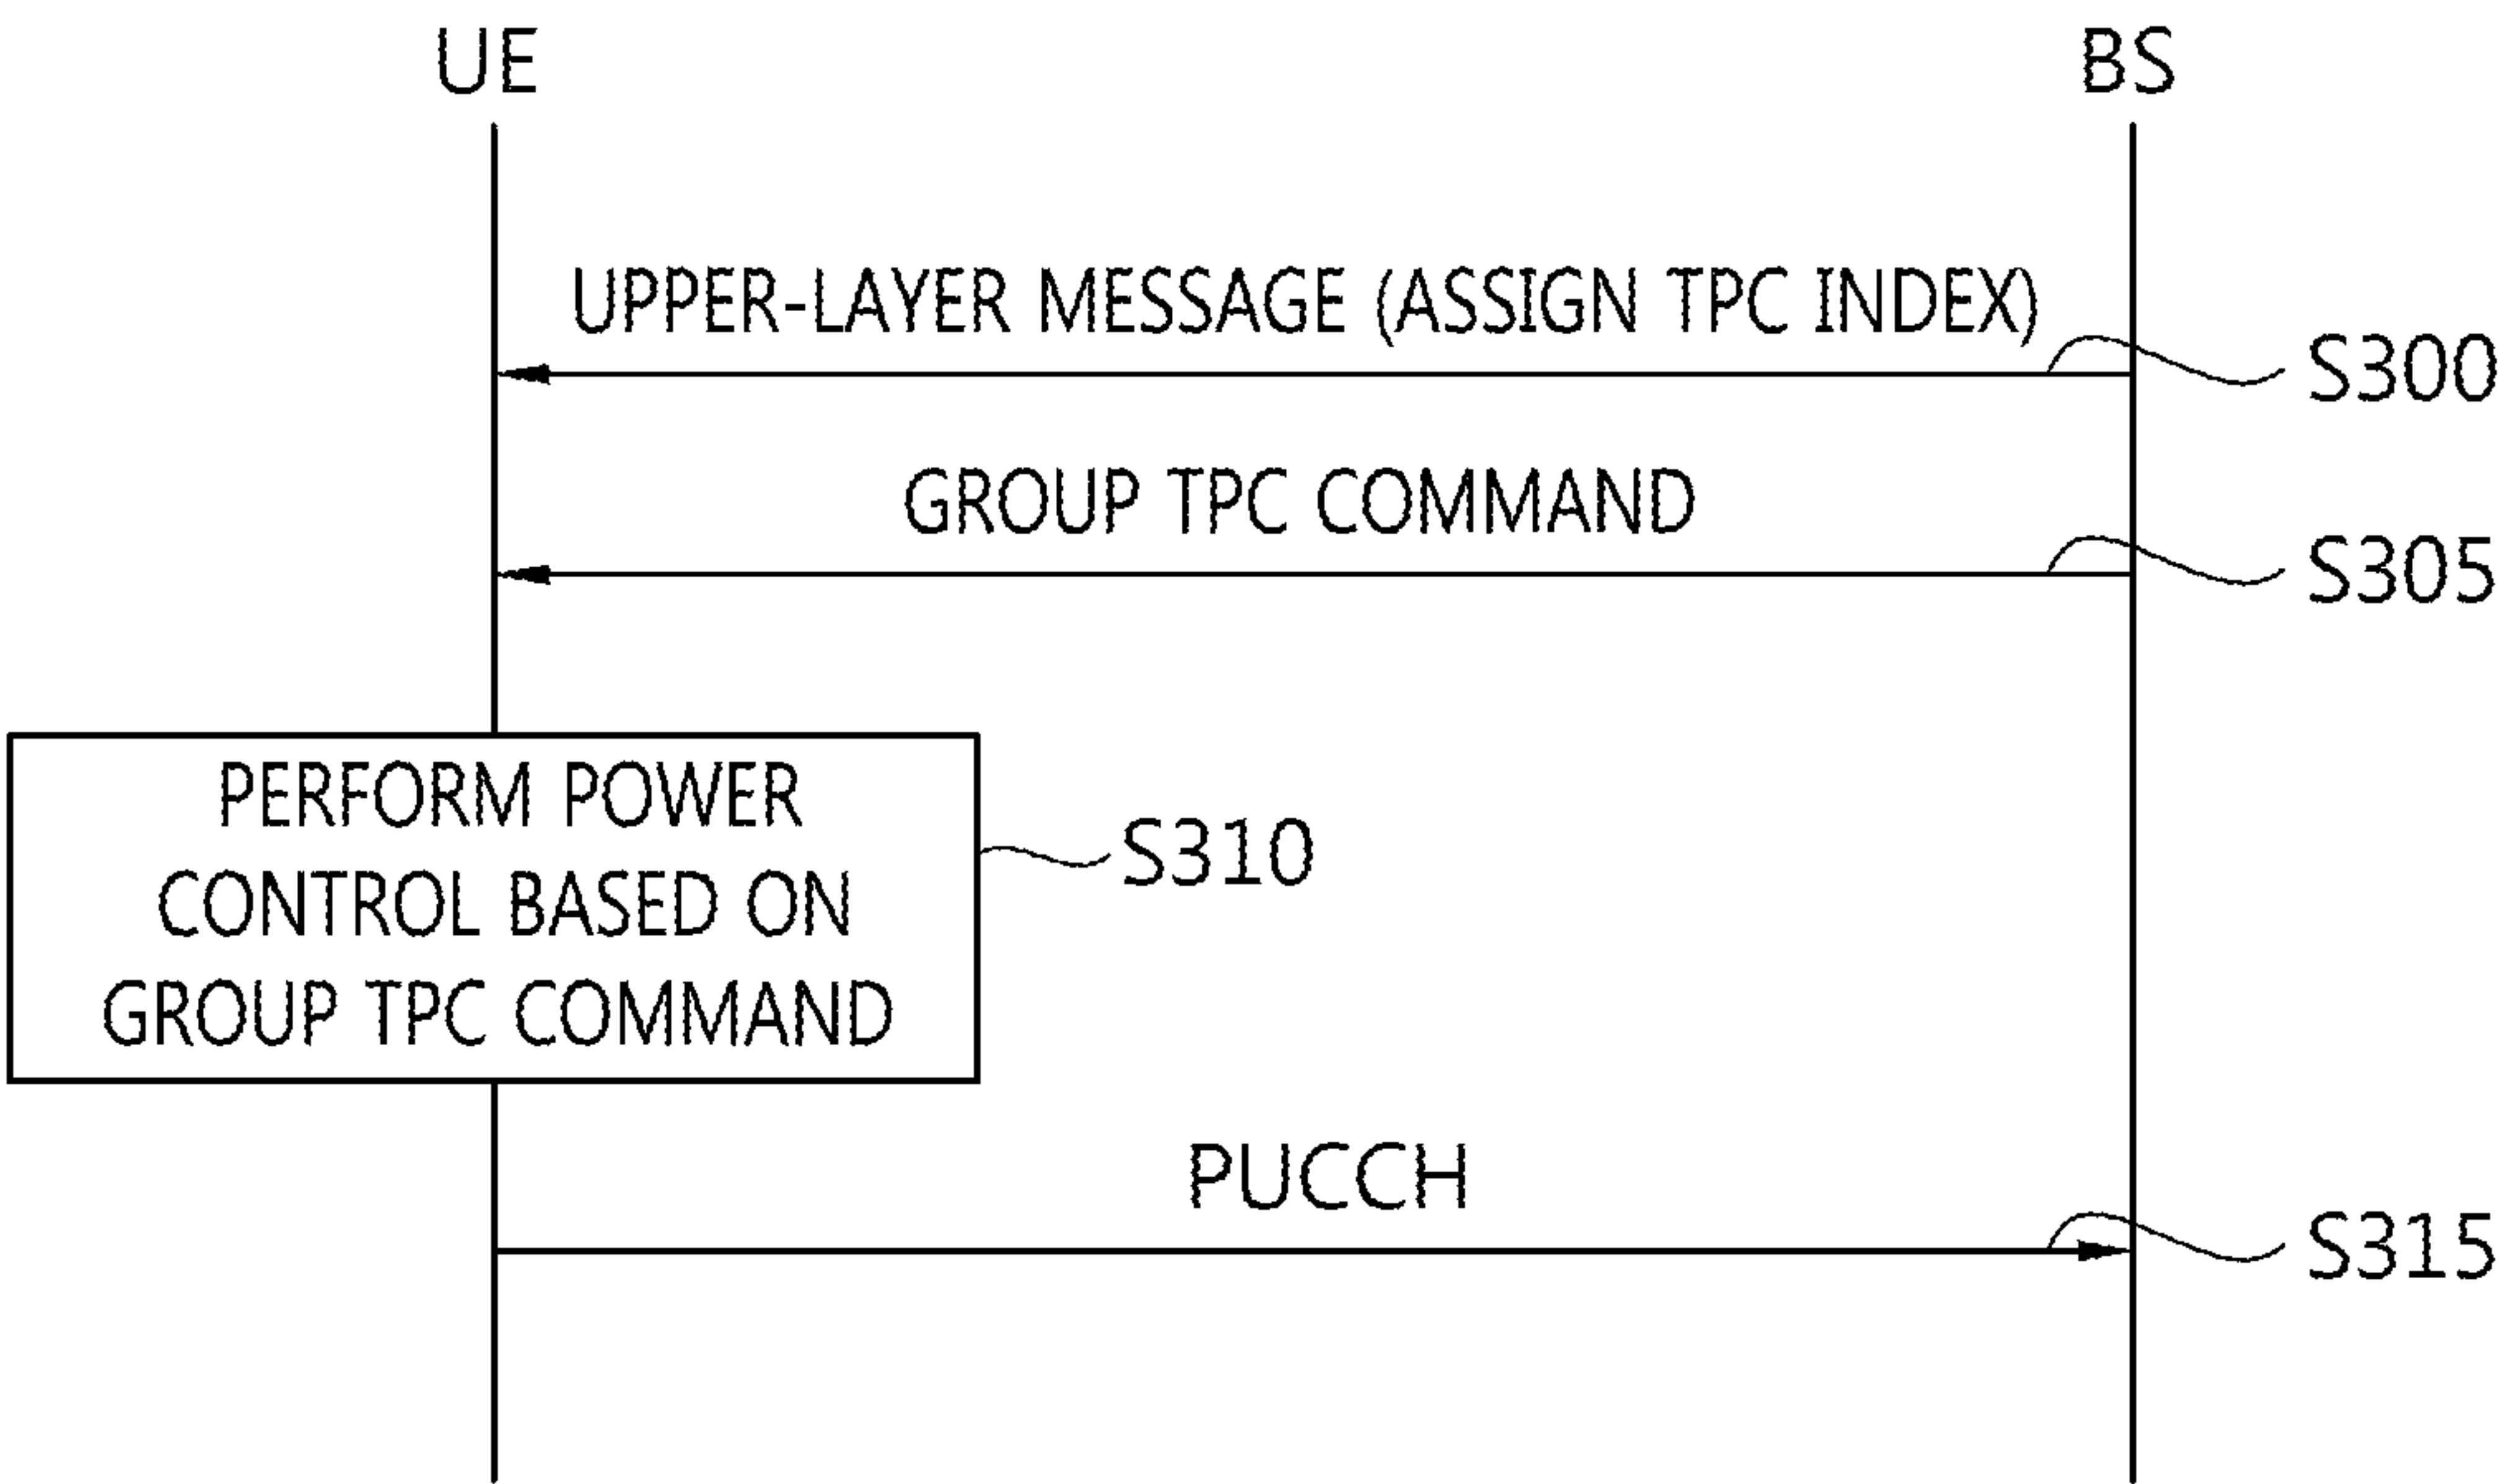 UE
BS
UPPER-LAYER MESSAGE (ASSIGN TPC INDEX)
S300
GROUP TPC COMMAND
S305
PERFORM POWER
CONTROL BASED ON
GROUP TPC COMMAND
S310
PUCCH
S315